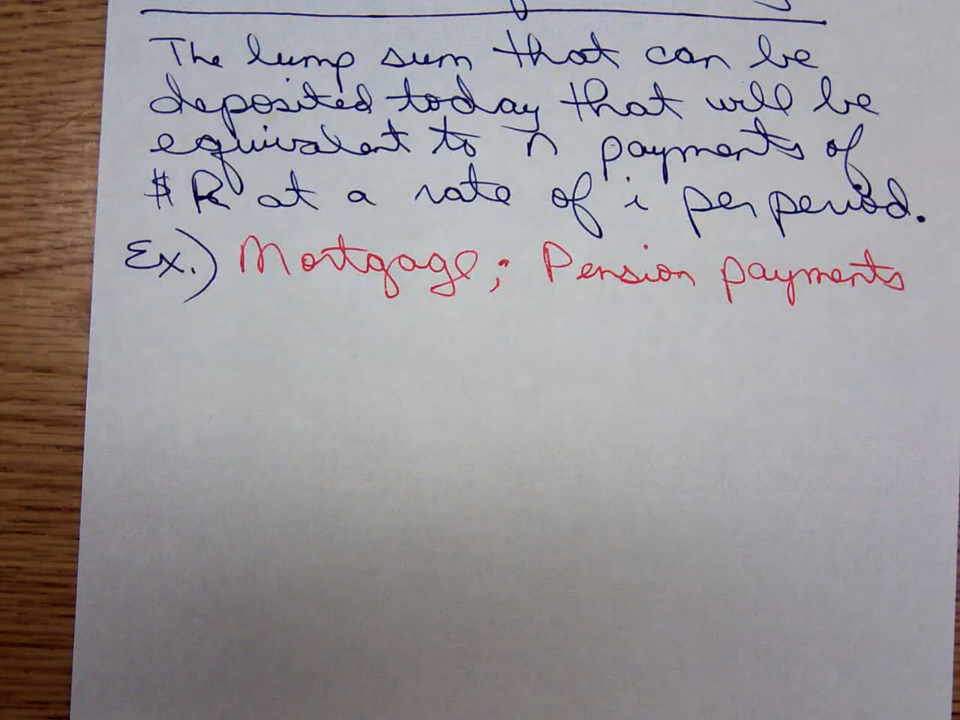 The lump sum that can be
deposited today that will be
equivalent to n payments of
$R at a rate of i per period.
Ex.) Mortgage; Pension payments